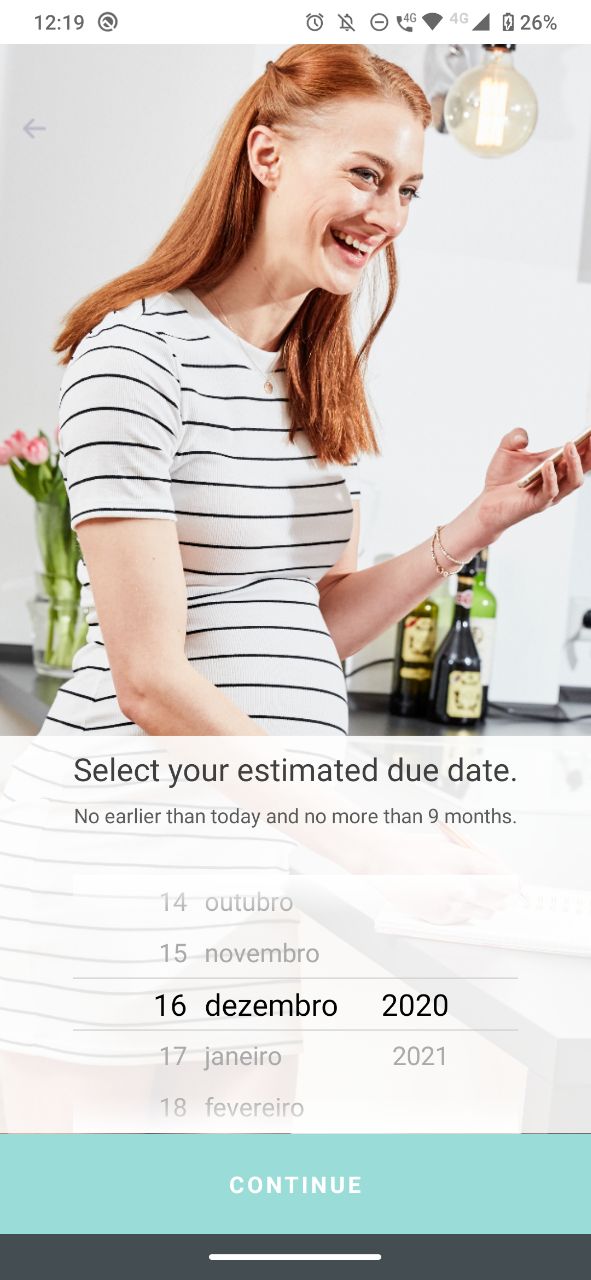 12:19 4G 4G 26%
Select your estimated due date.
No earlier than today and no more than 9 months.
14 outubro
15 novembro
16 dezembro 2020
17 janeiro 2021
18 fevereiro
CONTINUE